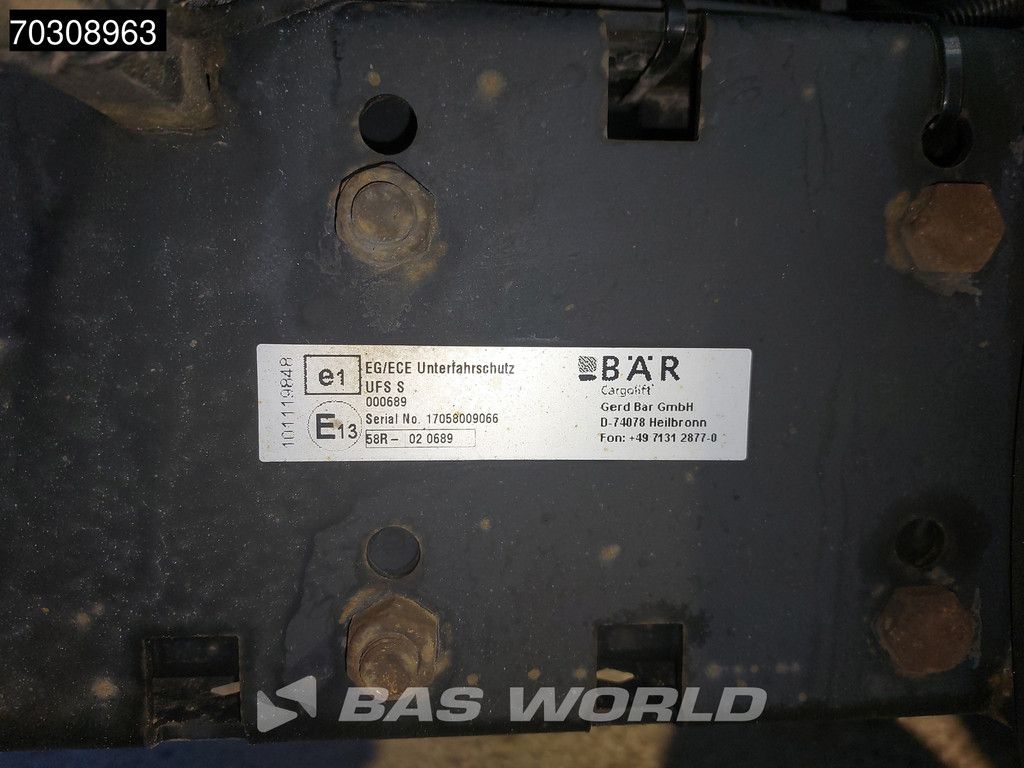 70308963
101119848
e1
EG/ECE Unterfahrschutz
UFS S
000689
E13
Serial No. 17058009066
58R- 02 0689
BÄR
Cargolift
Gerd Bär GmbH
D-74078 Heilbronn
Fon: +49 7131 2877-0
BAS WORLD